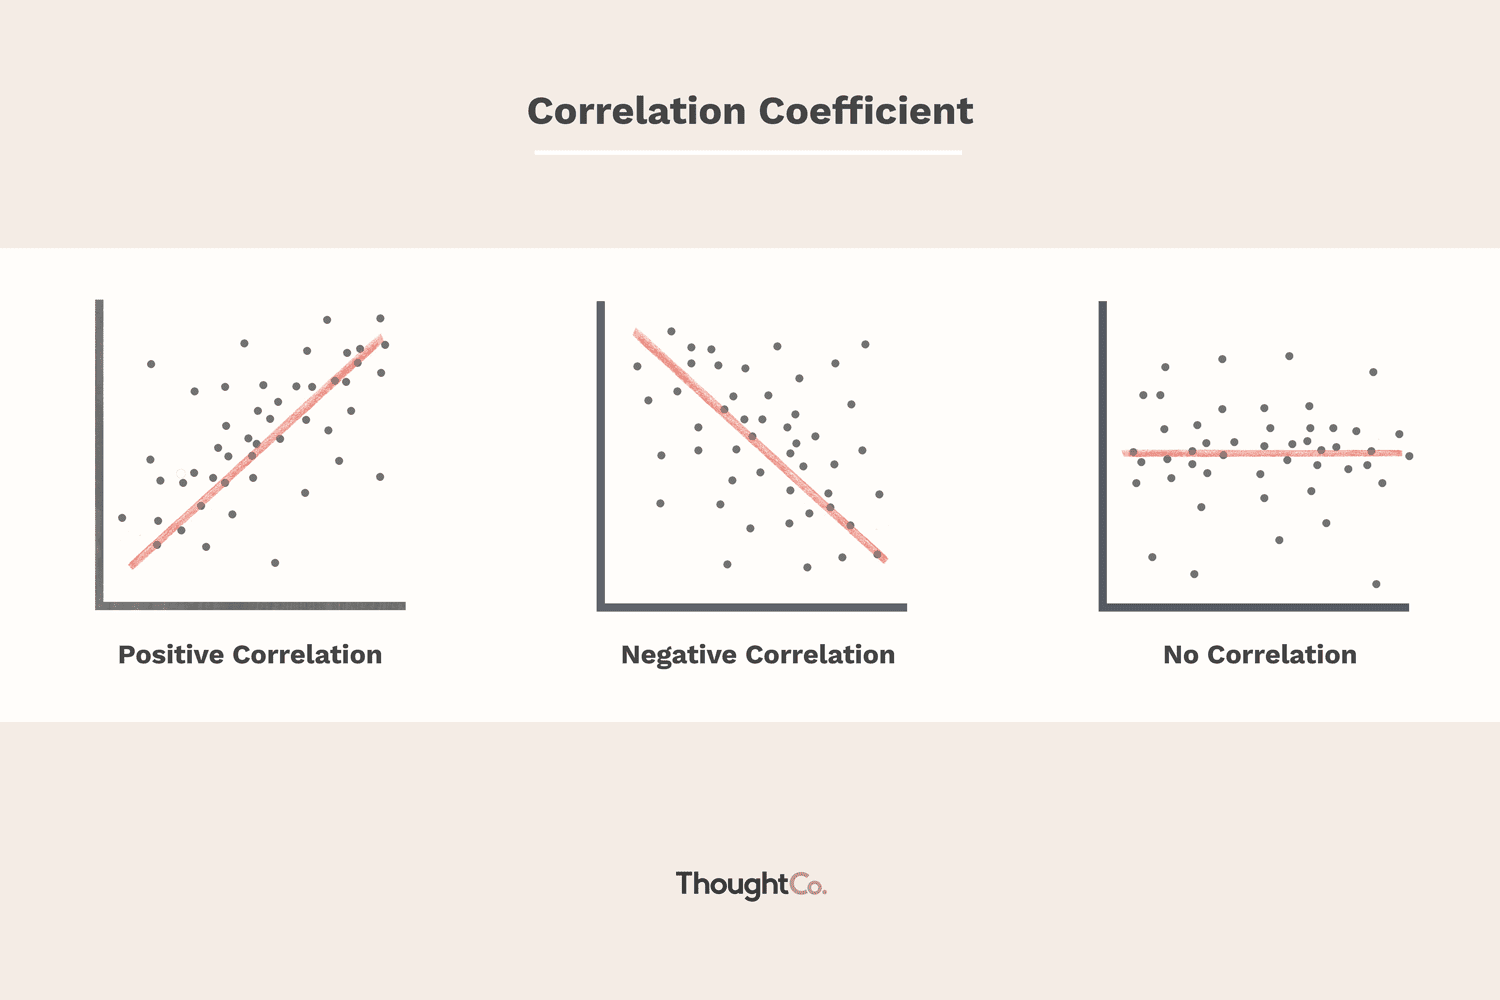 Correlation Coefficient
Positive Correlation
Negative Correlation
No Correlation
ThoughtCo.